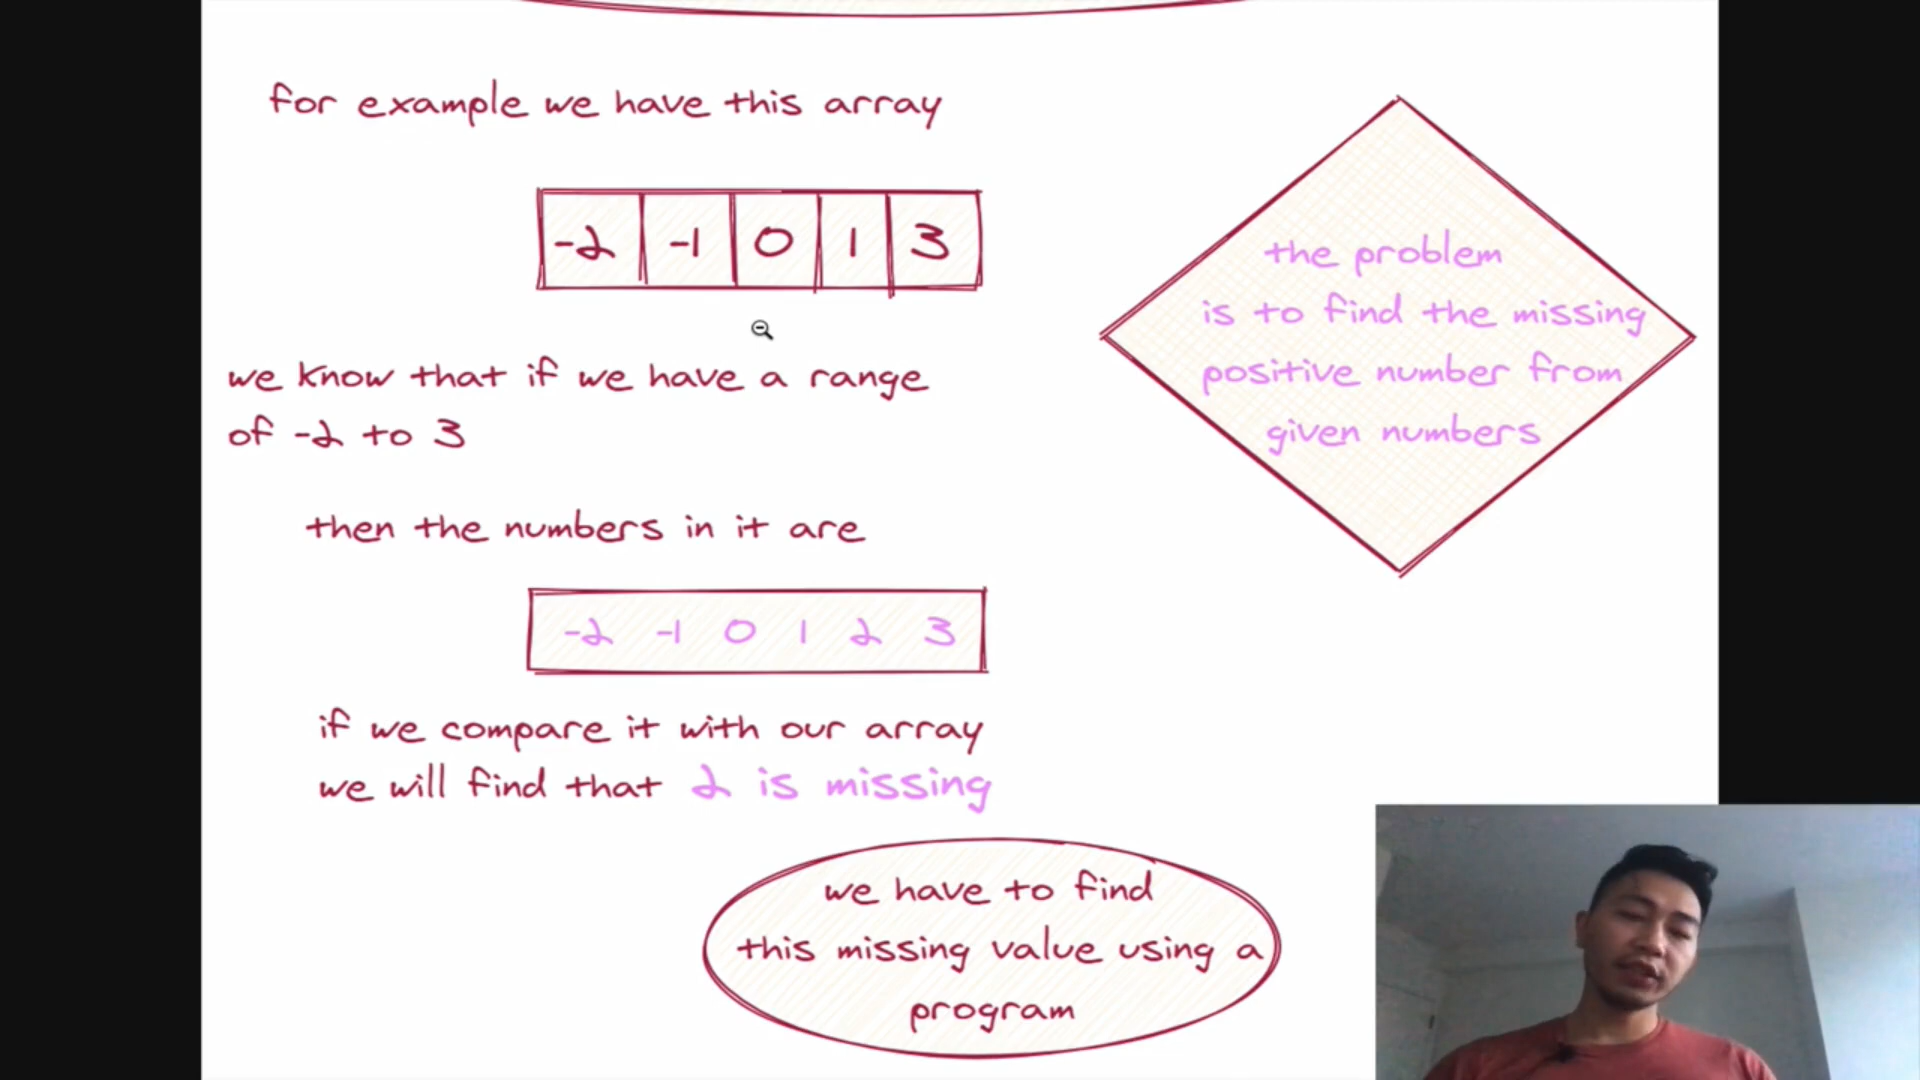 for example we have this array
-2 -1 0 1 3
we know that if we have a range
of -2 to 3
then the numbers in it are
-2 -1 0 1 2 3
if we compare it with our array
we will find that 2 is missing
we have to find
this missing value using a
program
the problem
is to find the missing
positive number from
given numbers